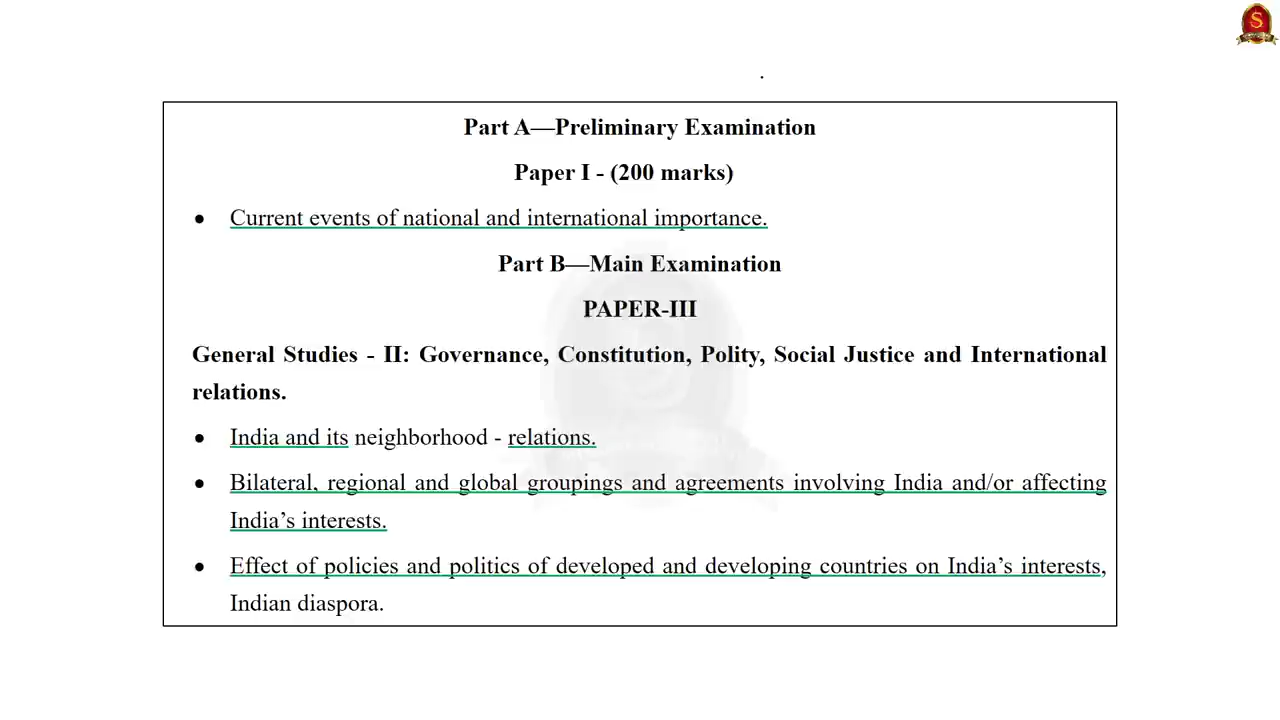 S
Part A—Preliminary Examination
Paper I - (200 marks)
● Current events of national and international importance.
Part B—Main Examination
PAPER-III
General Studies - II: Governance, Constitution, Polity, Social Justice and International
relations.
● India and its neighborhood - relations.
● Bilateral, regional and global groupings and agreements involving India and/or affecting
India’s interests.
● Effect of policies and politics of developed and developing countries on India’s interests,
Indian diaspora.